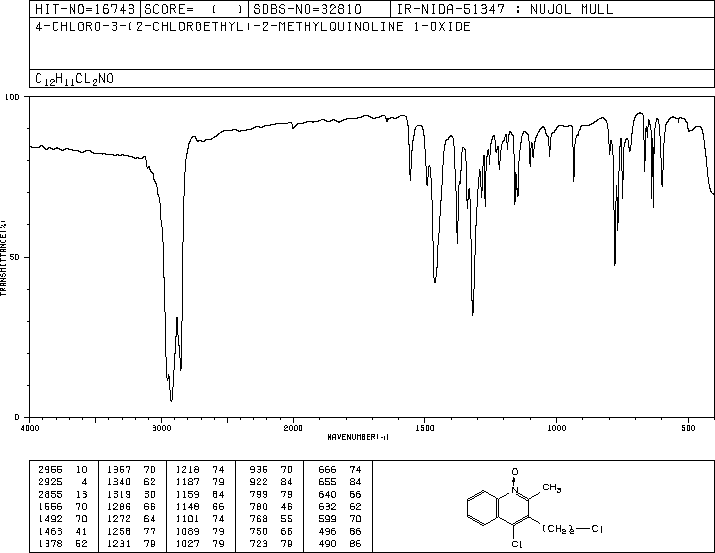 HIT-NO=16743 SCORE= ( ) SDBS-NO=32810 IR-NIDA-51347 : NUJOL MULL
4-CHLORO-3-(2-CHLOROETHYL)-2-METHYLQUINOLINE 1-OXIDE
C12H11CL2NO
100
50
0
TRANSMITTANCE(%)
4000 3000 2000 1500 1000 500
WAVENUMBER(-1)
2956 10 1367 70 1218 74 936 70 666 74
2925 4 1340 62 1187 79 922 84 655 84
2855 13 1319 30 1159 64 799 79 640 66
1556 70 1286 66 1148 66 780 46 632 62
1492 70 1272 64 1101 74 768 55 599 70
1463 41 1258 77 1089 79 750 66 496 86
1378 52 1231 79 1027 79 723 79 490 86
O
N
CH3
(CH2)2—Cl
Cl